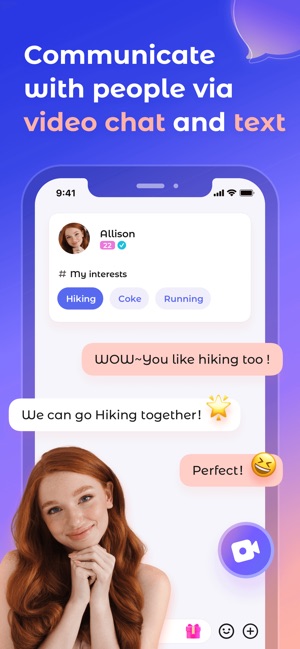 Communicate
with people via
video chat and text
9:41
Allison
22
# My interests
Hiking Coke Running
WOW~You like hiking too !
We can go Hiking together!
Perfect!